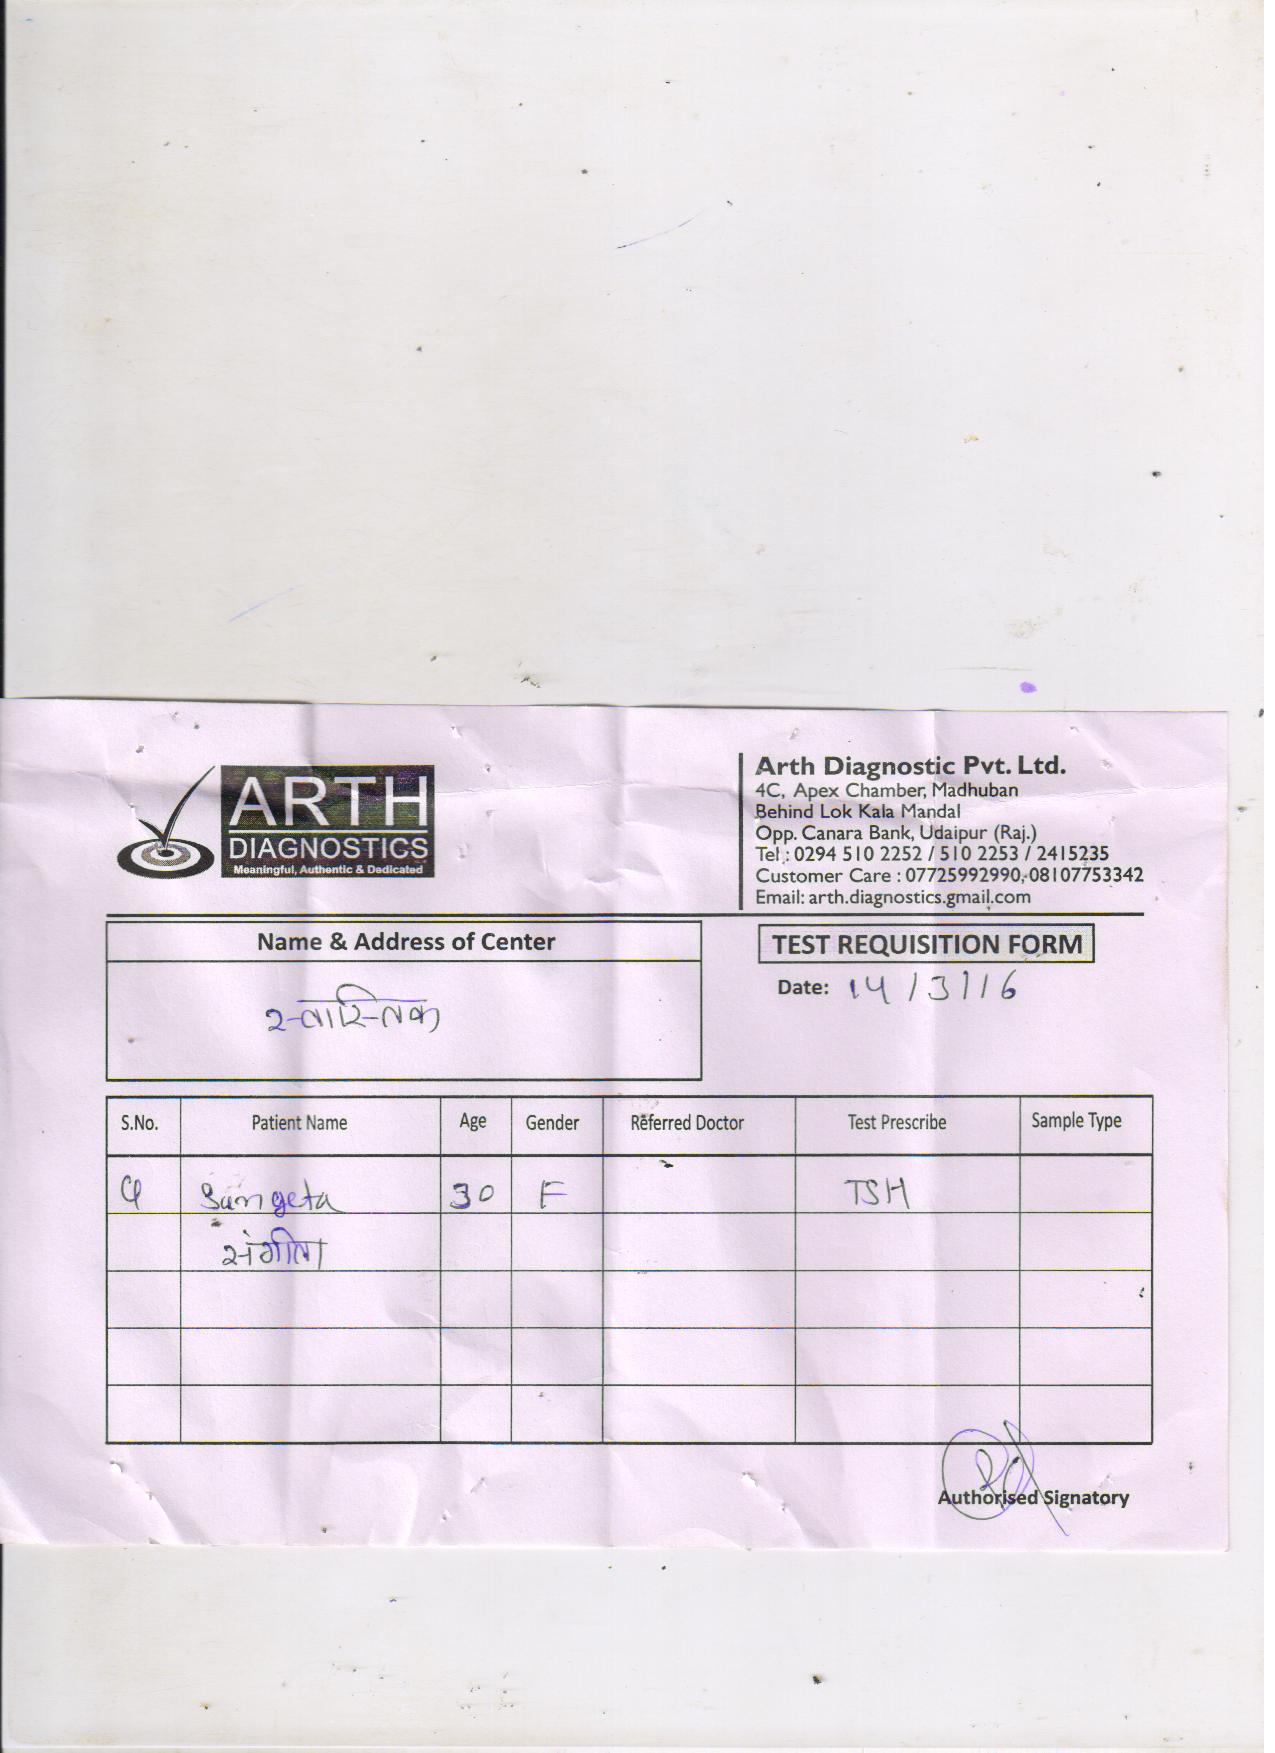 ARTH
DIAGNOSTICS
Meaningful, Authentic & Dedicated
Arth Diagnostic Pvt. Ltd.
4C, Apex Chamber, Madhuban
Behind Lok Kala Mandal
Opp. Canara Bank, Udaipur (Raj.)
Tel.: 0294 510 2252 / 510 2253 / 2415235
Customer Care : 07725992990, 08107753342
Email: arth.diagnostics.gmail.com
Name & Address of Center
TEST REQUISITION FORM
Date: 14/3/16
स्वास्तिक
S.No. Patient Name Age Gender Referred Doctor Test Prescribe Sample Type
Sangeta 30 F TSH
संगीता
Authorised Signatory